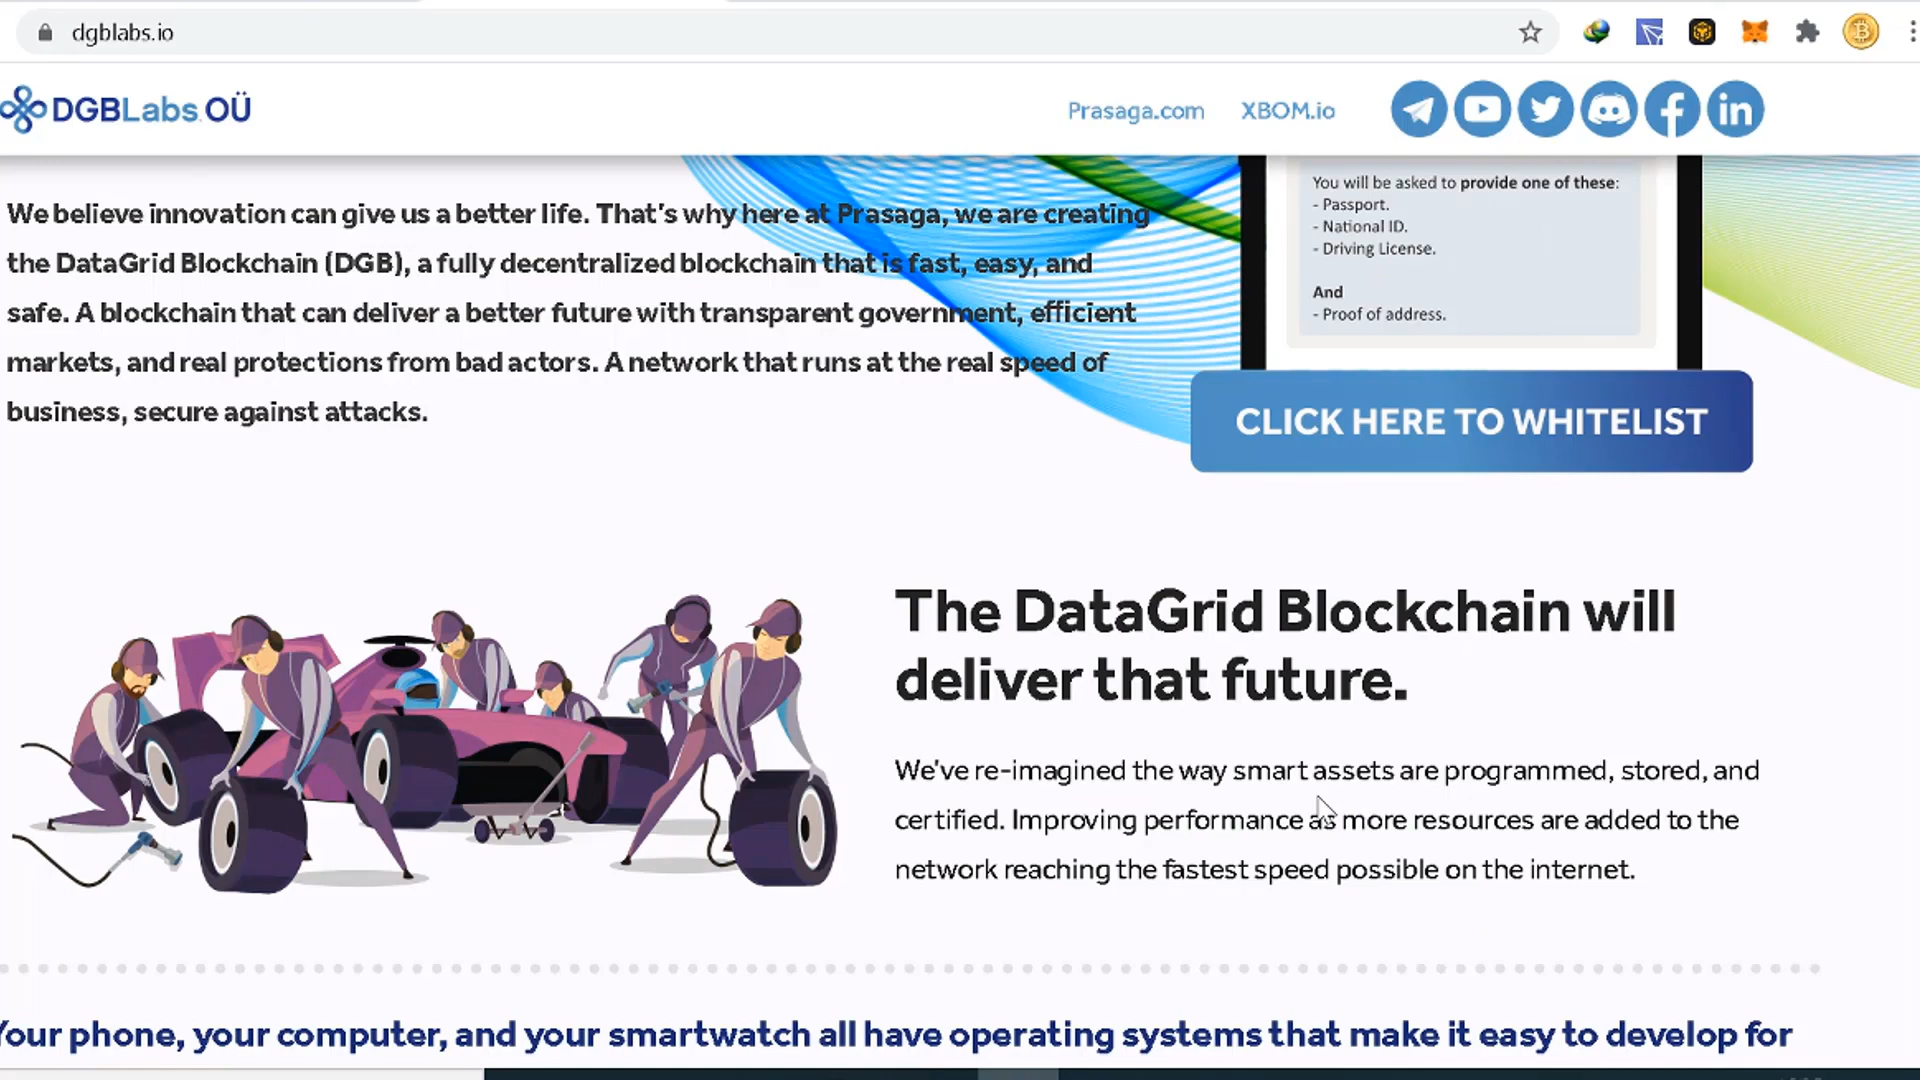 dgblabs.io
DGBLabs OÜ
Prasaga.com XBOM.io
We believe innovation can give us a better life. That's why here at Prasaga, we are creating
the DataGrid Blockchain (DGB), a fully decentralized blockchain that is fast, easy, and
safe. A blockchain that can deliver a better future with transparent government, efficient
markets, and real protections from bad actors. A network that runs at the real speed of
business, secure against attacks.
You will be asked to provide one of these:
- Passport.
- National ID.
- Driving License.
And
- Proof of address.
CLICK HERE TO WHITELIST
The DataGrid Blockchain will
deliver that future.
We've re-imagined the way smart assets are programmed, stored, and
certified. Improving performance as more resources are added to the
network reaching the fastest speed possible on the internet.
Your phone, your computer, and your smartwatch all have operating systems that make it easy to develop for